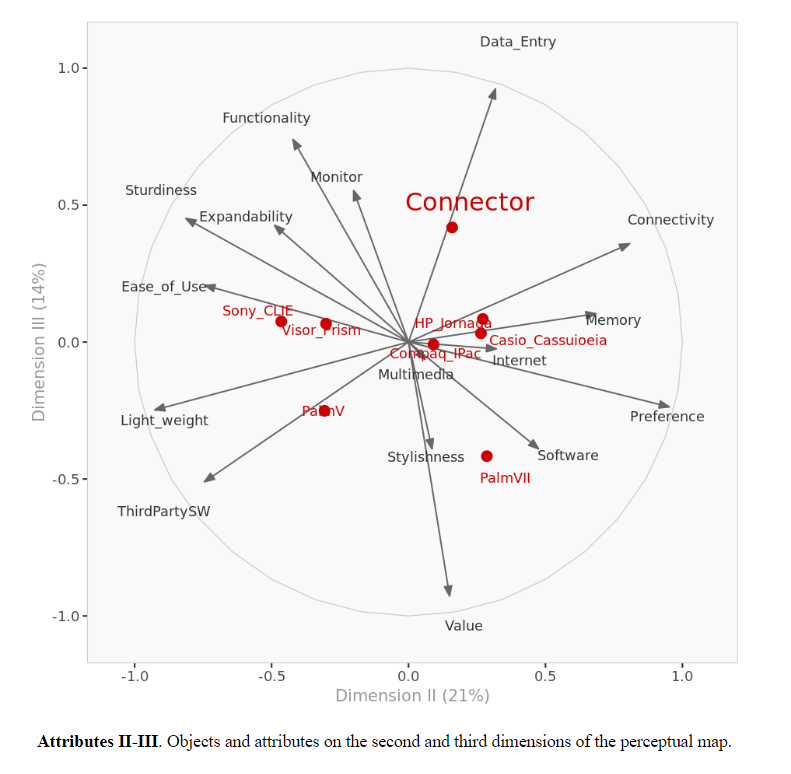 Data_Entry
1.0
Functionality
Monitor
Sturdiness
Connector
0.5
Expandability
Connectivity
Ease_of_Use
Sony_CLIE
Visor_Prism
HP_Jornada
Memory
0.0
Casio_Cassuioeia
Compaq_IPac
Internet
Multimedia
Dimension III (14%)
Light_weight
PalmV
Preference
Stylishness
Software
-0.5
PalmVII
ThirdPartySW
-1.0
Value
-1.0 -0.5 0.0 0.5 1.0
Dimension II (21%)
Attributes II-III. Objects and attributes on the second and third dimensions of the perceptual map.